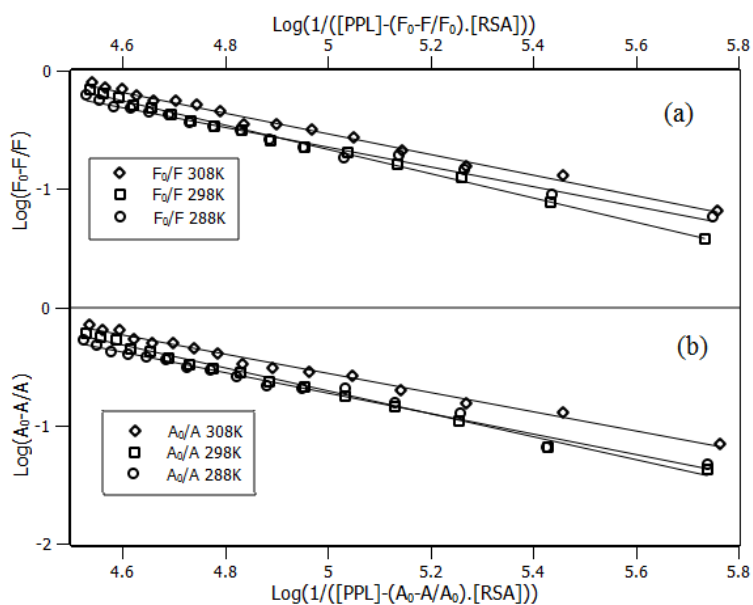 Log(1/([PPL]-(F₀-F/F₀).[RSA]))
4.6 4.8 5 5.2 5.4 5.6 5.8
0
(a)
Log(F₀-F/F)
F₀/F 308K
-1
F₀/F 298K
F₀/F 288K
0
(b)
Log(A₀-A/A)
-1
A₀/A 308K
A₀/A 298K
A₀/A 288K
-2
4.6 4.8 5 5.2 5.4 5.6 5.8
Log(1/([PPL]-(A₀-A/A₀).[RSA]))